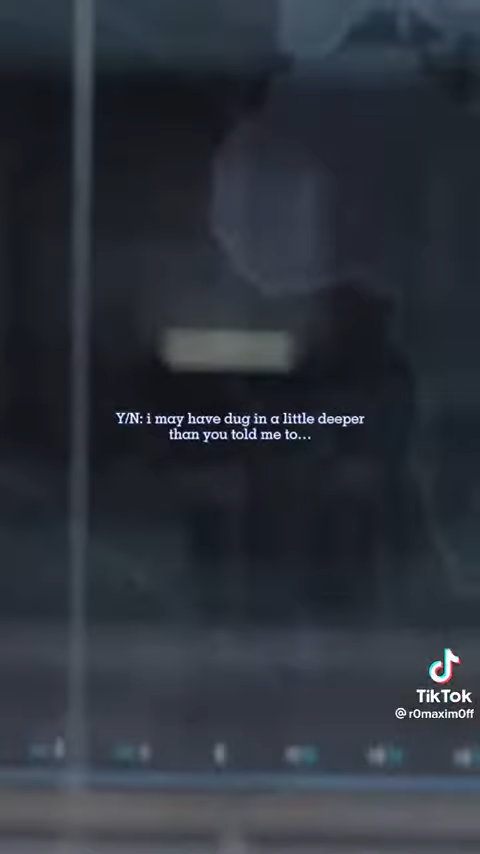 Y/N: i may have dug in a little deeper
than you told me to...
TikTok
@r0maxim0ff